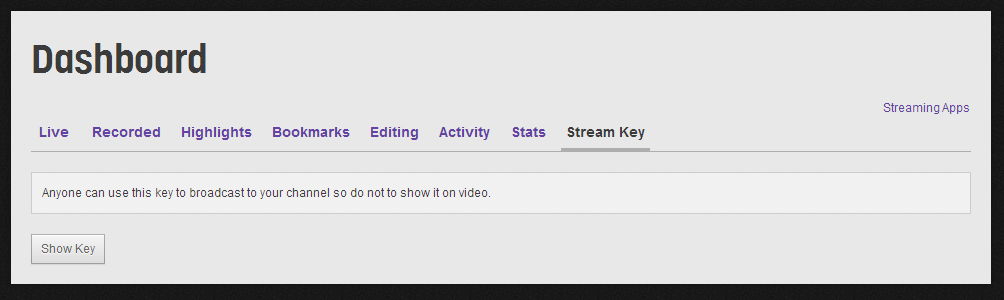 Dashboard
Streaming Apps
Live Recorded Highlights Bookmarks Editing Activity Stats Stream Key
Anyone can use this key to broadcast to your channel so do not to show it on video.
Show Key